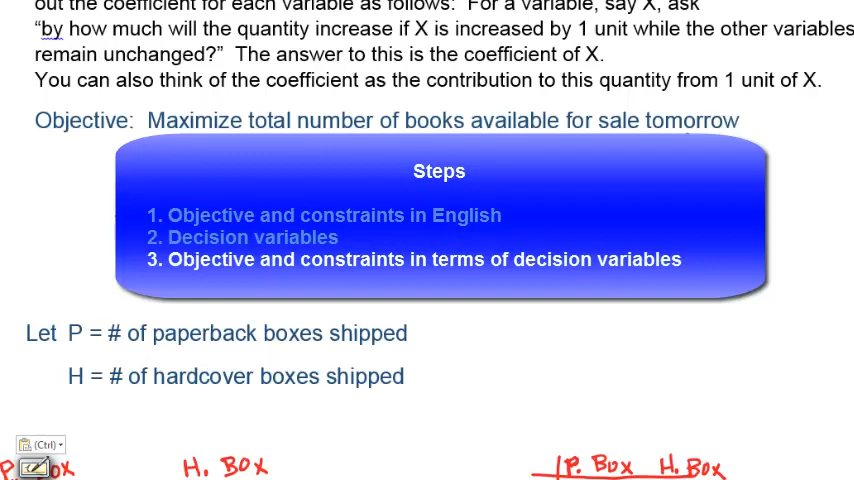 out the coefficient for each variable as follows: For a variable, say X, ask
“by how much will the quantity increase if X is increased by 1 unit while the other variables
remain unchanged?” The answer to this is the coefficient of X.
You can also think of the coefficient as the contribution to this quantity from 1 unit of X.
Objective: Maximize total number of books available for sale tomorrow
Steps
1. Objective and constraints in English
2. Decision variables
3. Objective and constraints in terms of decision variables
Let P = # of paperback boxes shipped
H = # of hardcover boxes shipped
(Ctrl)
P. Box H. Box P. Box H. Box